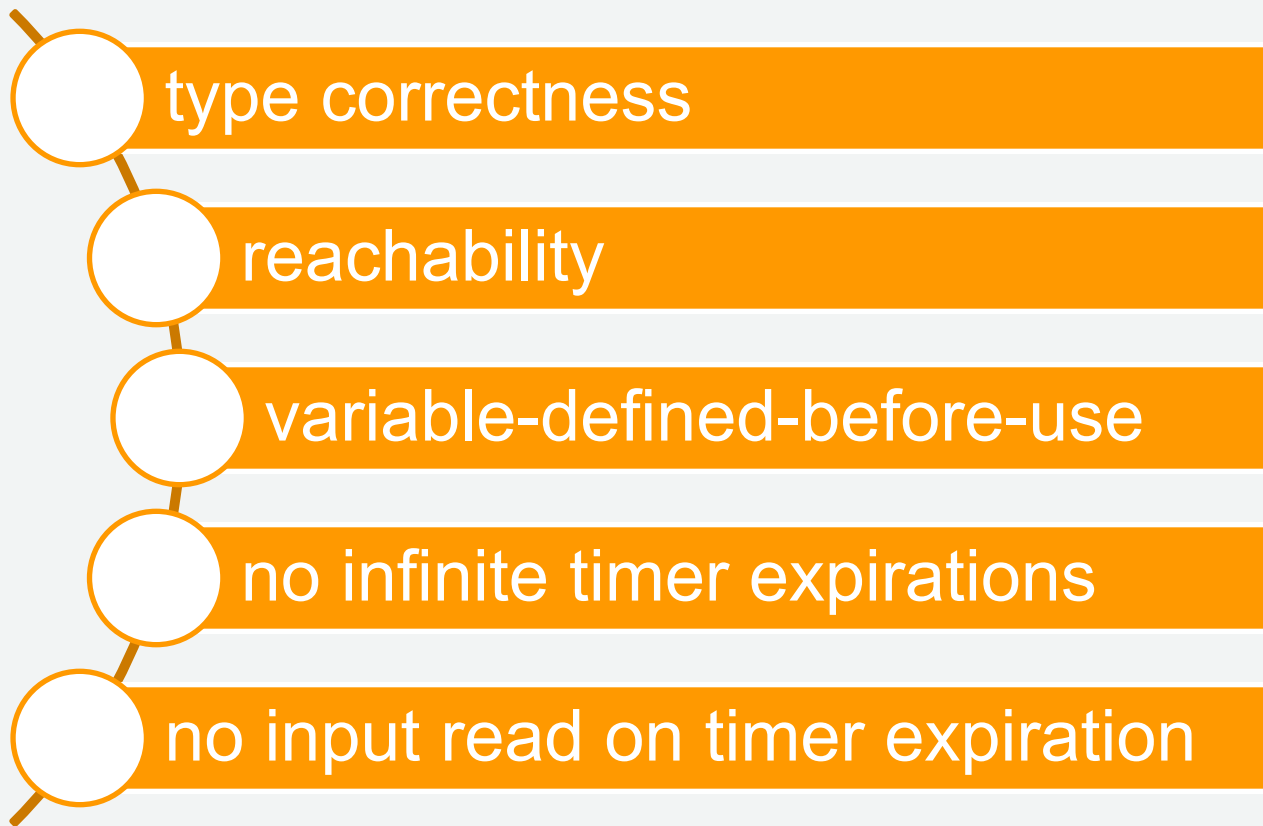 type correctness
reachability
variable-defined-before-use
no infinite timer expirations
no input read on timer expiration